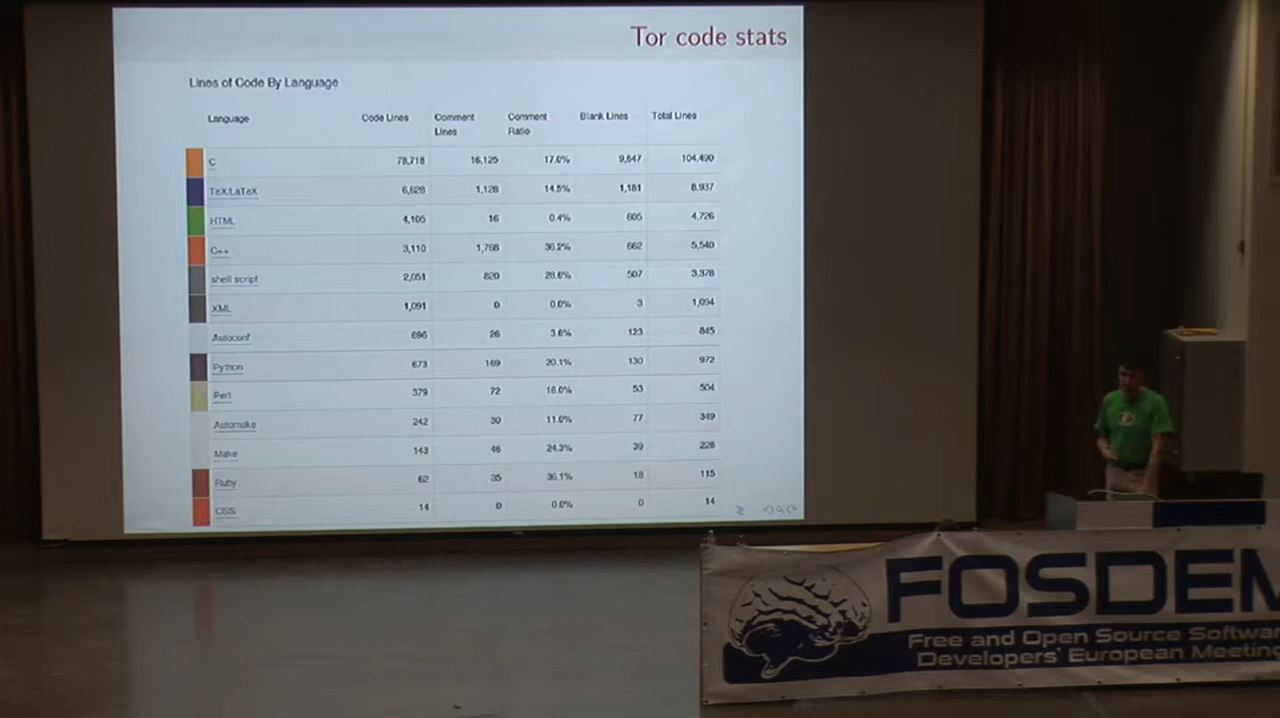 Tor code stats
Lines of Code By Language
Language Code Lines Comment Lines Comment Ratio Blank Lines Total Lines
C 78,718 16,125 17.0% 9,647 104,490
TeX/LaTeX 6,628 1,128 14.5% 1,181 8,937
HTML 4,105 16 0.4% 605 4,726
C++ 3,110 1,768 36.2% 662 5,540
shell script 2,051 820 28.6% 507 3,378
XML 1,091 0 0.0% 3 1,094
Autoconf 696 26 3.6% 123 845
Python 673 169 20.1% 130 972
Perl 379 72 16.0% 53 504
Automake 242 30 11.0% 77 349
Make 143 46 24.3% 39 228
Ruby 62 35 36.1% 18 115
CSS 14 0 0.0% 0 14
FOSDEM
Free and Open Source Softwa
Developers' European Meeting